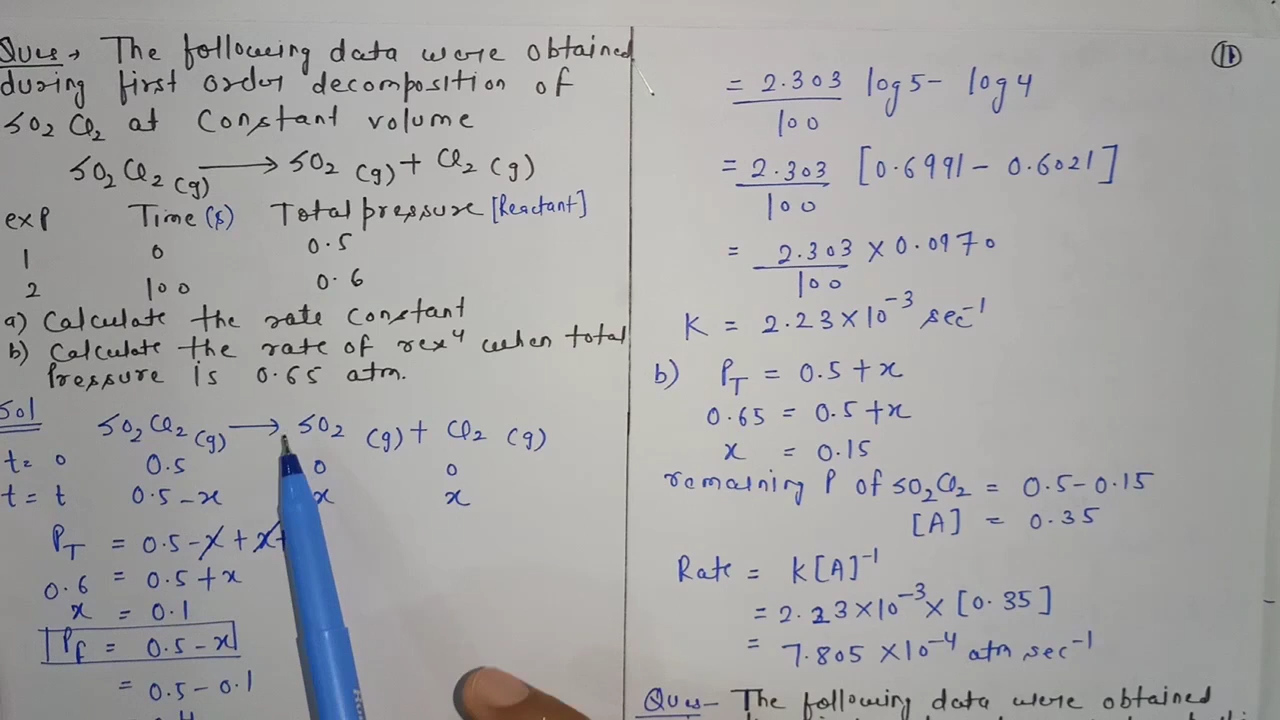 Ques → The following data were obtained
during first order decomposition of
SO₂Cl₂ at constant volume
SO₂Cl₂ (g) ⟶ SO₂ (g) + Cl₂ (g)
exp Time (s) Total pressure [Reactant]
1 0 0.5
2 100 0.6
a) Calculate the rate constant
b) Calculate the rate of rexⁿ when total
Pressure is 0.65 atm.
Sol SO₂Cl₂ (g) ⟶ SO₂ (g) + Cl₂ (g)
t = 0 0.5 0 0
t = t 0.5-x x x
P_T = 0.5-x+x+
0.6 = 0.5+x
x = 0.1
P_f = 0.5-x
= 0.5-0.1
11
= 2.303/100 log5 - log4
= 2.303/100 [0.6991 - 0.6021]
= 2.303/100 × 0.0970
K = 2.23×10⁻³ sec⁻¹
b) P_T = 0.5+x
0.65 = 0.5+x
x = 0.15
remaining P of SO₂Cl₂ = 0.5-0.15
[A] = 0.35
Rate = K[A]⁻¹
= 2.23×10⁻³ × [0.35]
= 7.805 ×10⁻⁴ atm sec⁻¹
Ques- The following data were obtained